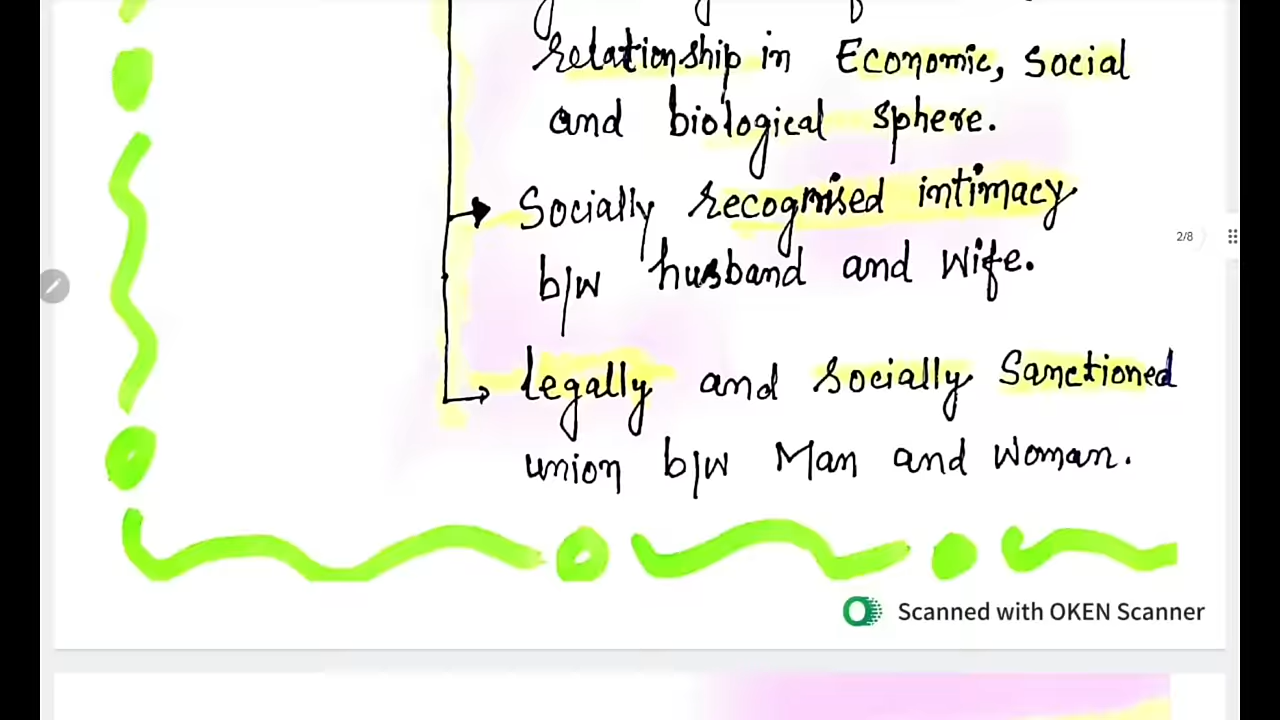 relationship in Economic, Social
and biological sphere.
Socially recognised intimacy
b/w husband and wife.
2/8
legally and socially Sanctioned
union b/w Man and Woman.
Scanned with OKEN Scanner